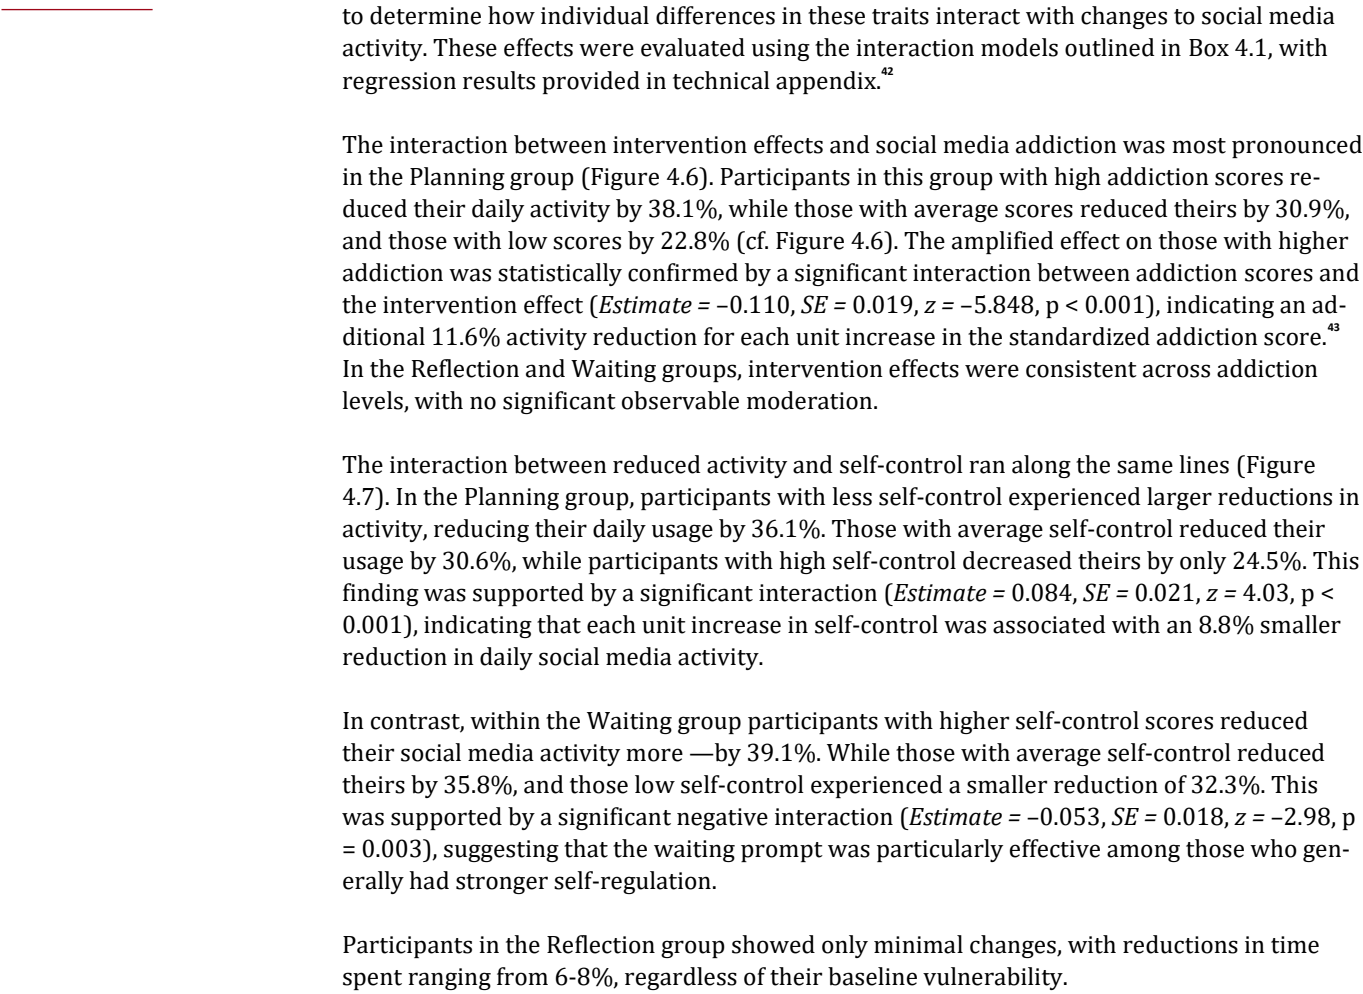 to determine how individual differences in these traits interact with changes to social media
activity. These effects were evaluated using the interaction models outlined in Box 4.1, with
regression results provided in technical appendix.42
The interaction between intervention effects and social media addiction was most pronounced
in the Planning group (Figure 4.6). Participants in this group with high addiction scores re-
duced their daily activity by 38.1%, while those with average scores reduced theirs by 30.9%,
and those with low scores by 22.8% (cf. Figure 4.6). The amplified effect on those with higher
addiction was statistically confirmed by a significant interaction between addiction scores and
the intervention effect (Estimate = –0.110, SE = 0.019, z = –5.848, p < 0.001), indicating an ad-
ditional 11.6% activity reduction for each unit increase in the standardized addiction score.43
In the Reflection and Waiting groups, intervention effects were consistent across addiction
levels, with no significant observable moderation.
The interaction between reduced activity and self-control ran along the same lines (Figure
4.7). In the Planning group, participants with less self-control experienced larger reductions in
activity, reducing their daily usage by 36.1%. Those with average self-control reduced their
usage by 30.6%, while participants with high self-control decreased theirs by only 24.5%. This
finding was supported by a significant interaction (Estimate = 0.084, SE = 0.021, z = 4.03, p <
0.001), indicating that each unit increase in self-control was associated with an 8.8% smaller
reduction in daily social media activity.
In contrast, within the Waiting group participants with higher self-control scores reduced
their social media activity more —by 39.1%. While those with average self-control reduced
theirs by 35.8%, and those low self-control experienced a smaller reduction of 32.3%. This
was supported by a significant negative interaction (Estimate = –0.053, SE = 0.018, z = –2.98, p
= 0.003), suggesting that the waiting prompt was particularly effective among those who gen-
erally had stronger self-regulation.
Participants in the Reflection group showed only minimal changes, with reductions in time
spent ranging from 6-8%, regardless of their baseline vulnerability.